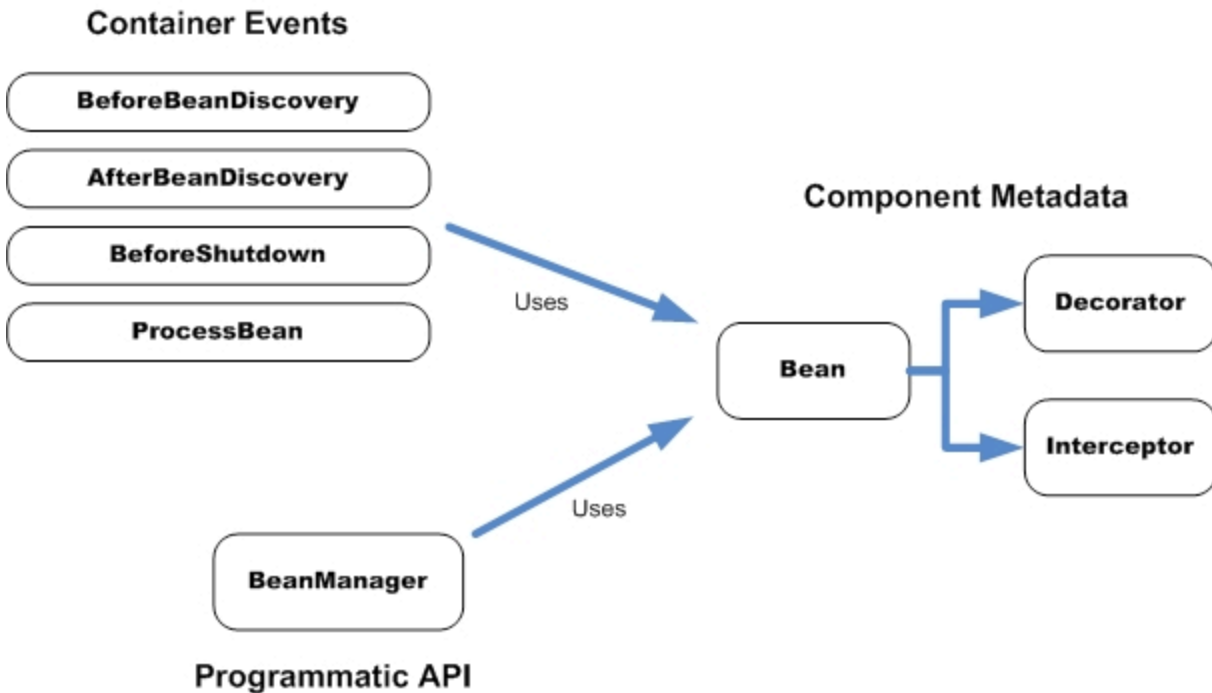 Container Events
BeforeBeanDiscovery
AfterBeanDiscovery
BeforeShutdown
ProcessBean
Uses
Component Metadata
Decorator
Bean
Interceptor
Uses
BeanManager
Programmatic API